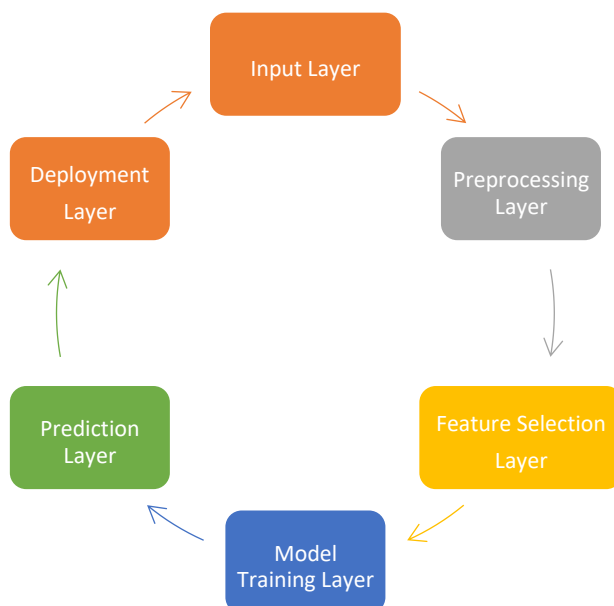 Input Layer
Preprocessing
Layer
Feature Selection
Layer
Model
Training Layer
Prediction
Layer
Deployment
Layer